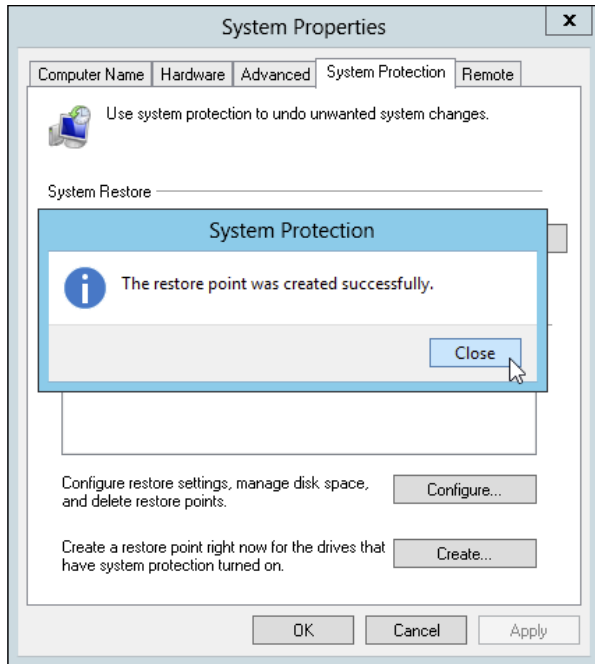 System Properties
x
Computer Name Hardware Advanced System Protection Remote
Use system protection to undo unwanted system changes.
System Restore
System Protection
The restore point was created successfully.
Close
Configure restore settings, manage disk space,
and delete restore points.
Configure...
Create a restore point right now for the drives that
have system protection turned on.
Create...
OK Cancel Apply